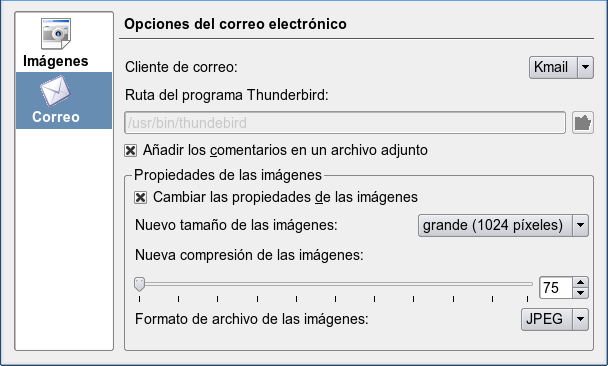 Imágenes
Correo
Opciones del correo electrónico
Cliente de correo: Kmail
Ruta del programa Thunderbird:
/usr/bin/thundebird
Añadir los comentarios en un archivo adjunto
Propiedades de las imágenes
Cambiar las propiedades de las imágenes
Nuevo tamaño de las imágenes: grande (1024 píxeles)
Nueva compresión de las imágenes:
75
Formato de archivo de las imágenes: JPEG